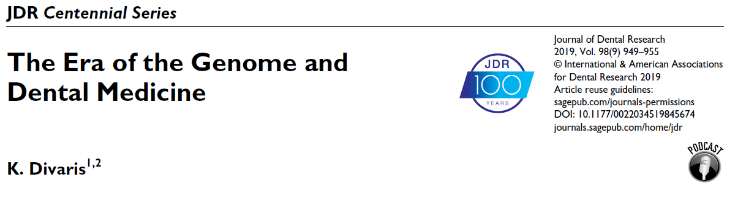 JDR Centennial Series
The Era of the Genome and
Dental Medicine
K. Divaris1,2
JDR
100
YEARS
Journal of Dental Research
2019, Vol. 98(9) 949–955
© International & American Associations
for Dental Research 2019
Article reuse guidelines:
sagepub.com/journals-permissions
DOI: 10.1177/0022034519845674
journals.sagepub.com/home/jdr
PODCAST